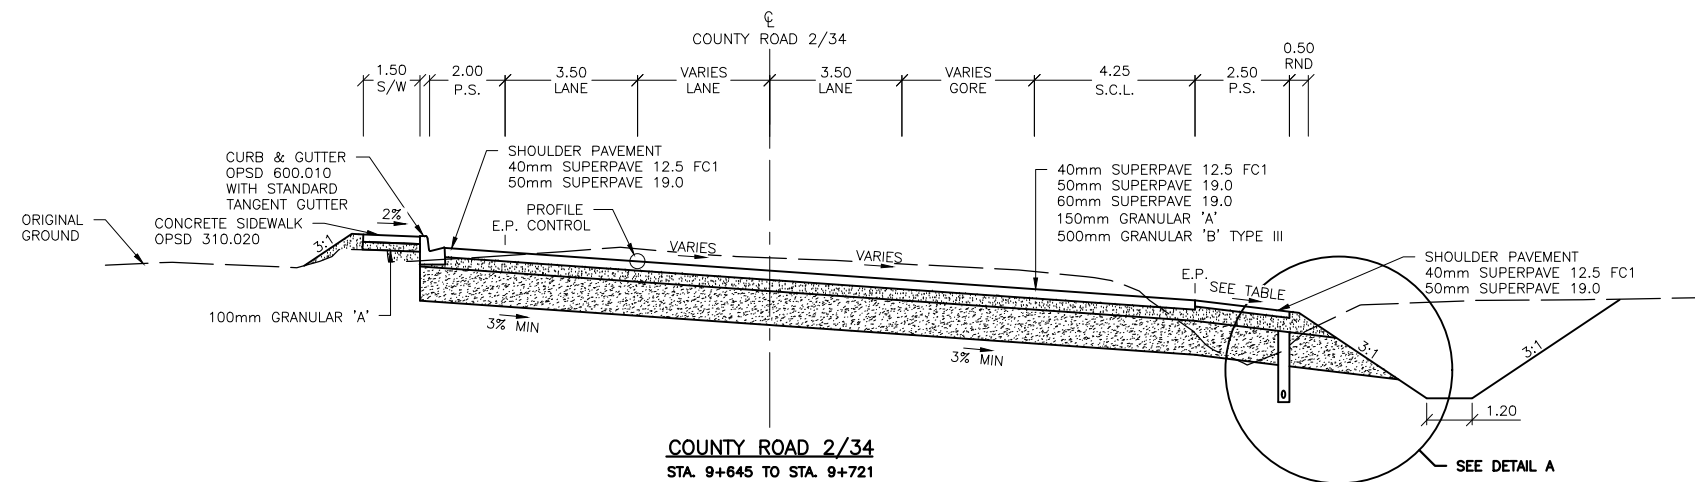 ℄
COUNTY ROAD 2/34
1.50
S/W
2.00
P.S.
3.50
LANE
VARIES
LANE
3.50
LANE
VARIES
GORE
4.25
S.C.L.
2.50
P.S.
0.50
RND
CURB & GUTTER
OPSD 600.010
WITH STANDARD
TANGENT GUTTER
SHOULDER PAVEMENT
40mm SUPERPAVE 12.5 FC1
50mm SUPERPAVE 19.0
40mm SUPERPAVE 12.5 FC1
50mm SUPERPAVE 19.0
60mm SUPERPAVE 19.0
150mm GRANULAR 'A'
500mm GRANULAR 'B' TYPE III
ORIGINAL
GROUND
CONCRETE SIDEWALK
OPSD 310.020
2%
E.P.
PROFILE
CONTROL
3:1
VARIES
VARIES
E.P.
SEE TABLE
SHOULDER PAVEMENT
40mm SUPERPAVE 12.5 FC1
50mm SUPERPAVE 19.0
100mm GRANULAR 'A'
3% MIN
3% MIN
3:1
3:1
1.20
COUNTY ROAD 2/34
STA. 9+645 TO STA. 9+721
SEE DETAIL A